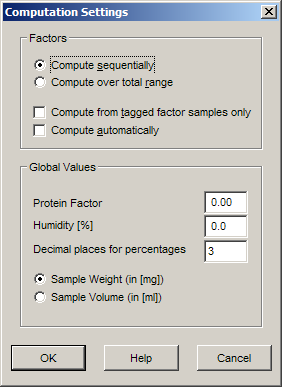 Computation Settings
Factors
Compute sequentially
Compute over total range
Compute from tagged factor samples only
Compute automatically
Global Values
Protein Factor 0.00
Humidity [%] 0.0
Decimal places for percentages 3
Sample Weight (in [mg])
Sample Volume (in [ml])
OK Help Cancel